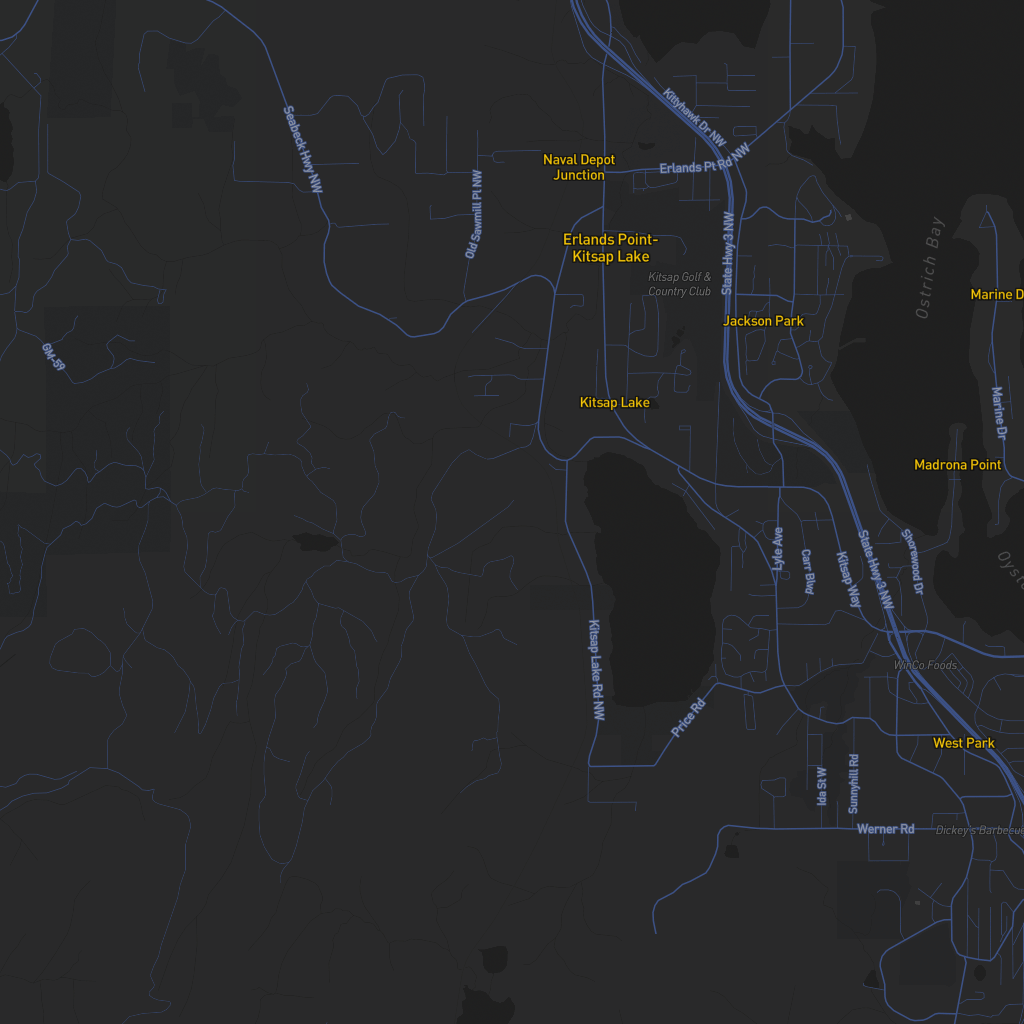 Kittyhawk Dr NW
Seabeck Hwy NW
Naval Depot
Junction
Erlands Pt Rd NW
Old Sawmill Pl NW
Erlands Point-
Kitsap Lake
State Hwy 3 NW
Ostrich Bay
Kitsap Golf &
Country Club
Marine D
Jackson Park
GM-59
Kitsap Lake
Marine Dr
Madrona Point
Lyle Ave
Carr Blvd
Kitsap Way
State Hwy 3 NW
Shorewood Dr
Oyst
Kitsap Lake Rd NW
WinCo Foods
Price Rd
West Park
Ida St W
Sunnyhill Rd
Werner Rd
Dickey's Barbecue